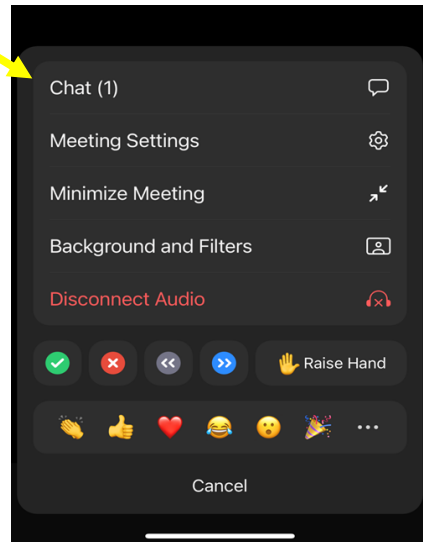 Chat (1)
Meeting Settings
Minimize Meeting
Background and Filters
Disconnect Audio
Raise Hand
Cancel